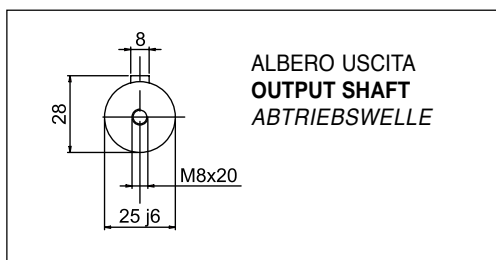 8
ALBERO USCITA
OUTPUT SHAFT
ABTRIEBSWELLE
28
M8x20
25 j6